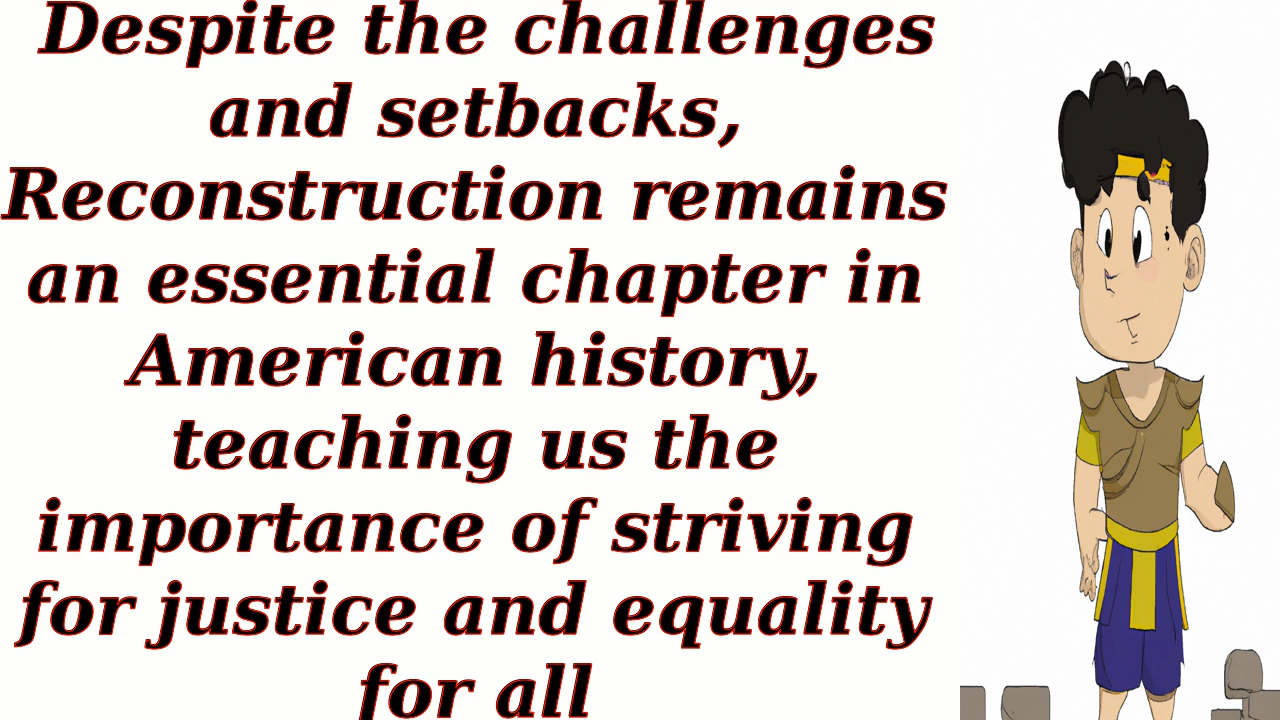 Despite the challenges
and setbacks,
Reconstruction remains
an essential chapter in
American history,
teaching us the
importance of striving
for justice and equality
for all